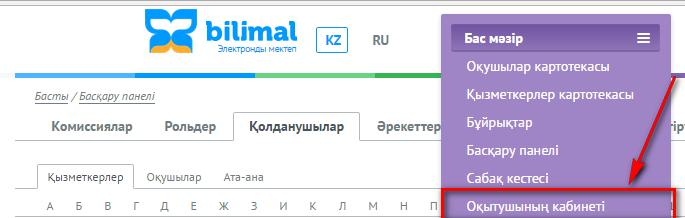 bilimal
Электронды мектеп
KZ RU
Бас мәзір
Оқушылар картотекасы
Қызметкерлер картотекасы
Бұйрықтар
Басқару панелі
Сабақ кестесі
Оқытушының кабинеті
Басты / Басқару панелі
Комиссиялар Рольдер Қолданушылар Әрекеттер
Қызметкерлер Оқушылар Ата-ана
А Б В Г Д Е Ж З И К Л М Н О П